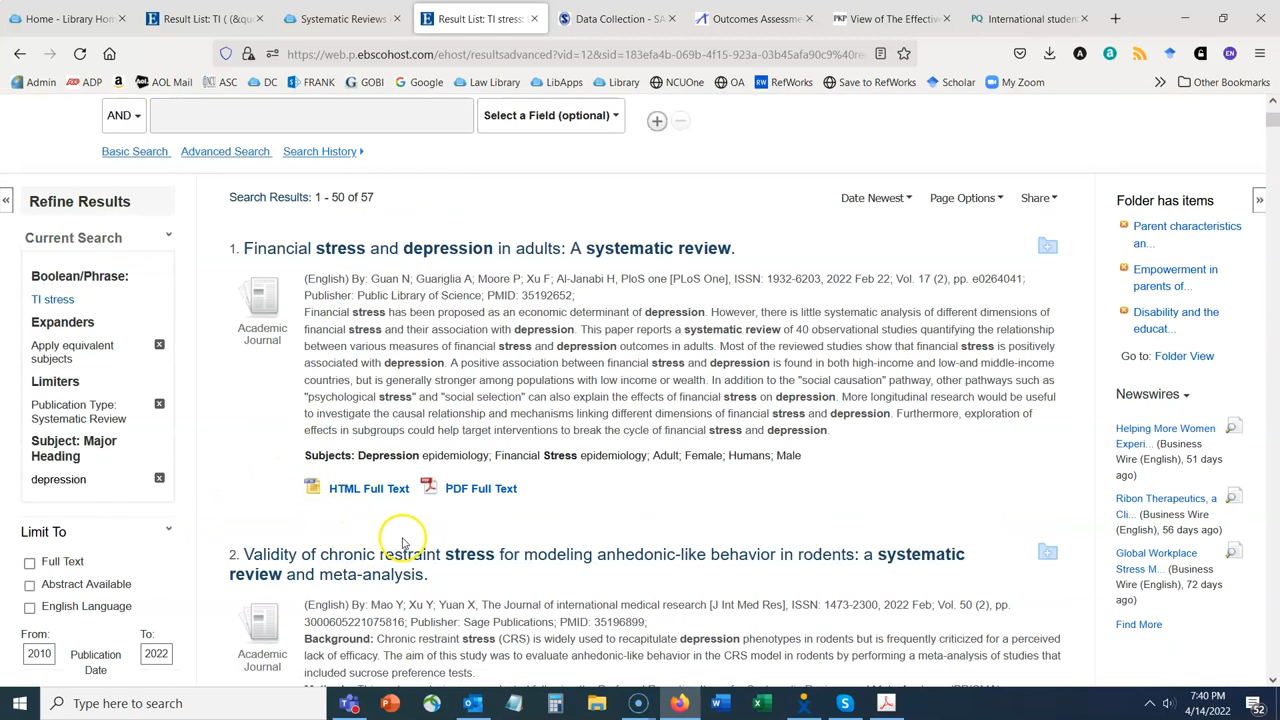 Home - Library Hom
Result List: TI ( (&quo
Systematic Reviews i
Result List: TI stress:
Data Collection - SA
Outcomes Assessme
PKP View of The Effectiv
PQ International studen
https://web.p.ebscohost.com/ehost/resultsadvanced?vid=12&sid=183efa4b-069b-4f15-923a-03b5afa90c9%40re
EN
Admin ADP AOL Mail ASC DC FRANK GOBI Google Law Library LibApps Library NCUOne OA RW RefWorks Save to RefWorks Scholar My Zoom Other Bookmarks
AND Select a Field (optional)
Basic Search Advanced Search Search History
Refine Results
Current Search
Boolean/Phrase:
TI stress
Expanders
Apply equivalent
subjects
Limiters
Publication Type:
Systematic Review
Subject: Major
Heading
depression
Limit To
Full Text
Abstract Available
English Language
From: To:
2010 Publication 2022
Date
Search Results: 1 - 50 of 57
Date Newest Page Options Share
1. Financial stress and depression in adults: A systematic review.
Academic
Journal
(English) By: Guan N; Guariglia A; Moore P; Xu F; Al-Janabi H, PloS one [PLoS One], ISSN: 1932-6203, 2022 Feb 22; Vol. 17 (2), pp. e0264041;
Publisher: Public Library of Science; PMID: 35192652;
Financial stress has been proposed as an economic determinant of depression. However, there is little systematic analysis of different dimensions of
financial stress and their association with depression. This paper reports a systematic review of 40 observational studies quantifying the relationship
between various measures of financial stress and depression outcomes in adults. Most of the reviewed studies show that financial stress is positively
associated with depression. A positive association between financial stress and depression is found in both high-income and low-and middle-income
countries, but is generally stronger among populations with low income or wealth. In addition to the "social causation" pathway, other pathways such as
"psychological stress" and "social selection" can also explain the effects of financial stress on depression. More longitudinal research would be useful
to investigate the causal relationship and mechanisms linking different dimensions of financial stress and depression. Furthermore, exploration of
effects in subgroups could help target interventions to break the cycle of financial stress and depression.
Subjects: Depression epidemiology; Financial Stress epidemiology; Adult; Female; Humans; Male
HTML Full Text PDF Full Text
2. Validity of chronic restraint stress for modeling anhedonic-like behavior in rodents: a systematic
review and meta-analysis.
Academic
Journal
(English) By: Mao Y; Xu Y; Yuan X, The Journal of international medical research [J Int Med Res], ISSN: 1473-2300, 2022 Feb; Vol. 50 (2), pp.
3000605221075816; Publisher: Sage Publications; PMID: 35196899;
Background: Chronic restraint stress (CRS) is widely used to recapitulate depression phenotypes in rodents but is frequently criticized for a perceived
lack of efficacy. The aim of this study was to evaluate anhedonic-like behavior in the CRS model in rodents by performing a meta-analysis of studies that
included sucrose preference tests.
Folder has items
Parent characteristics
an...
Empowerment in
parents of...
Disability and the
educat...
Go to: Folder View
Newswires
Helping More Women
Experi... (Business
Wire (English), 51 days
ago)
Ribon Therapeutics, a
Cli... (Business Wire
(English), 56 days ago)
Global Workplace
Stress M... (Business
Wire (English), 72 days
ago)
Find More
Type here to search
7:40 PM
4/14/2022
52